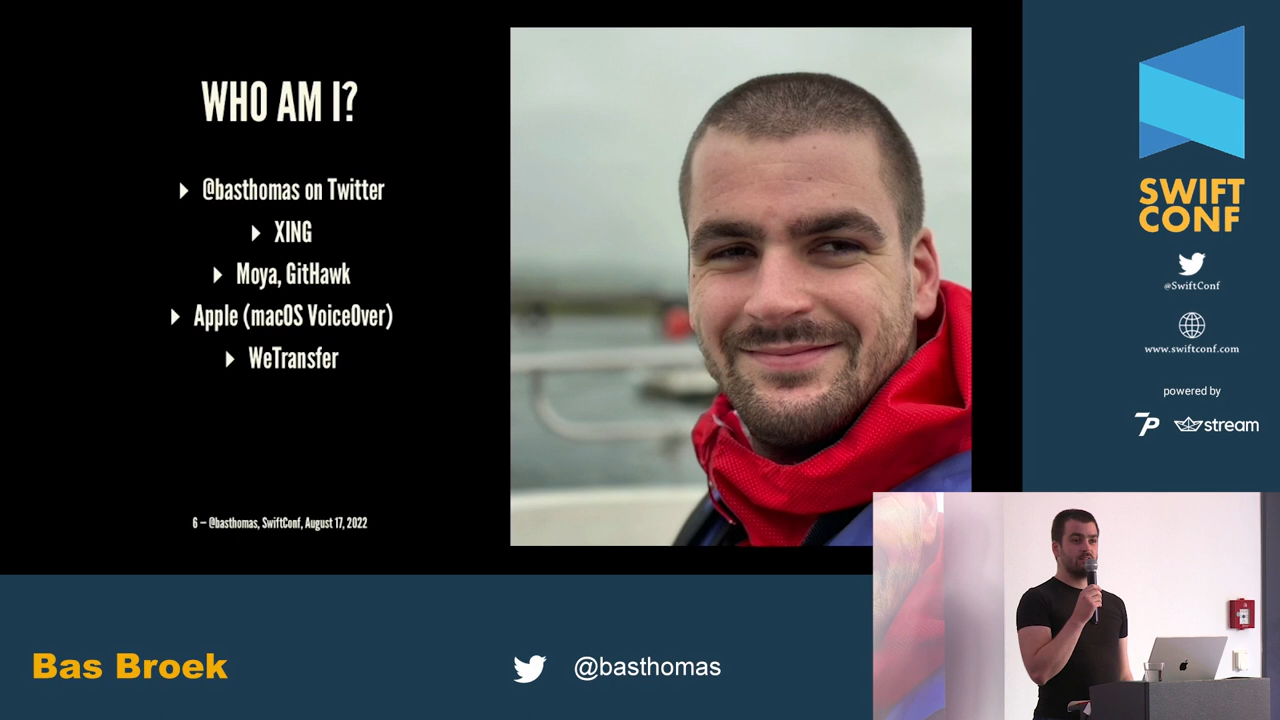 WHO AM I?
@basthomas on Twitter
XING
Moya, GitHawk
Apple (macOS VoiceOver)
WeTransfer
6 — @basthomas, SwiftConf, August 17, 2022
SWIFT
CONF
@SwiftConf
www.swiftconf.com
powered by
7P stream
Bas Broek
@basthomas